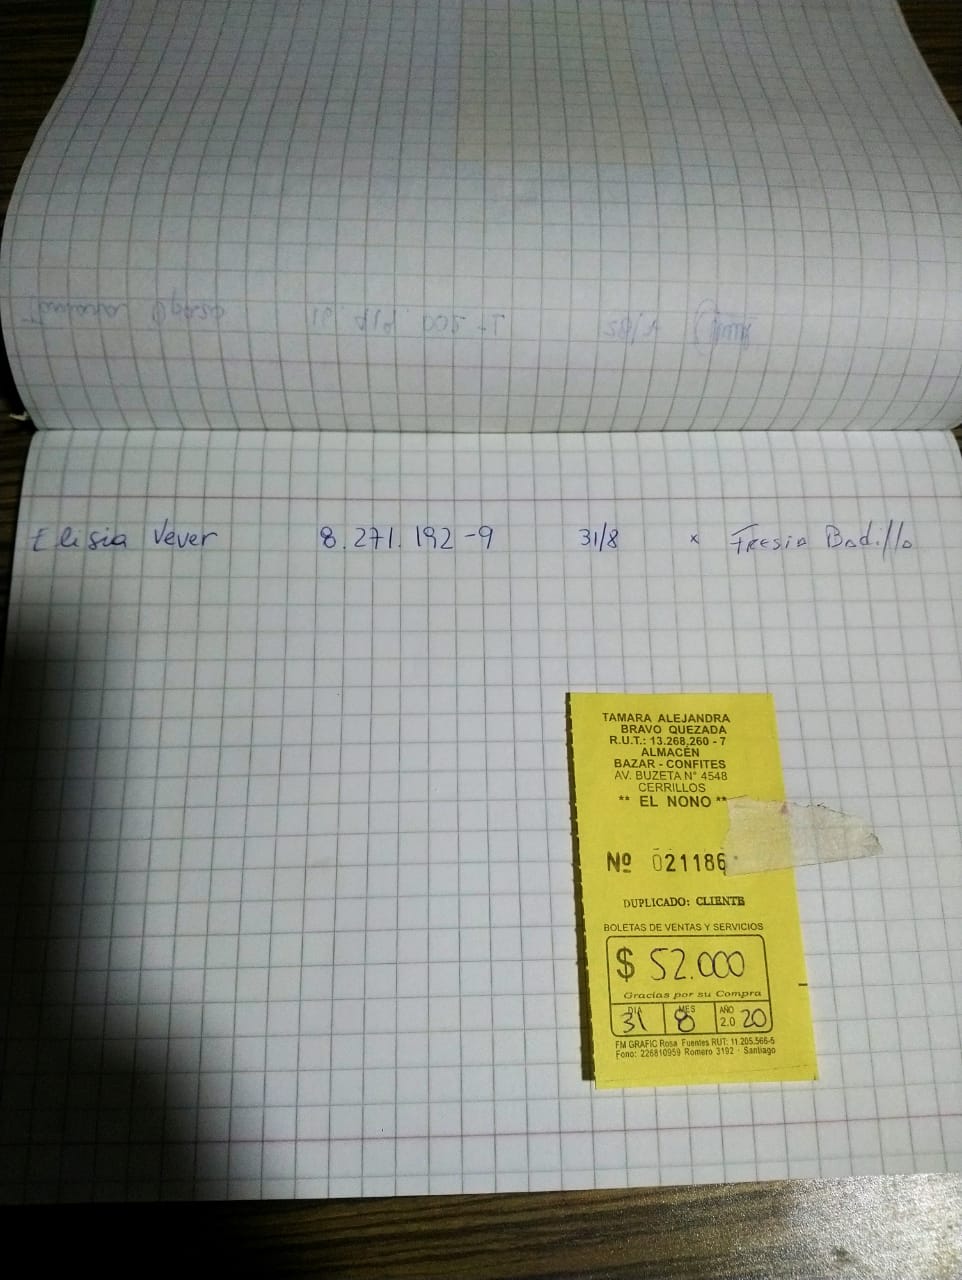 Elisia Vever 8.271.192-9 31/8 x Fresia Badillo
TAMARA ALEJANDRA
BRAVO QUEZADA
R.U.T.: 13.268.260 - 7
ALMACÉN
BAZAR - CONFITES
AV. BUZETA N° 4548
CERRILLOS
** EL NONO **
Nº 021186
DUPLICADO: CLIENTE
BOLETAS DE VENTAS Y SERVICIOS
$ 52.000
Gracias por su Compra
DIA MES AÑO
31 8 2.0 20
FM GRAFIC Rosa Fuentes RUT: 11.205.566-5
Fono: 226810959 Romero 3192 - Santiago